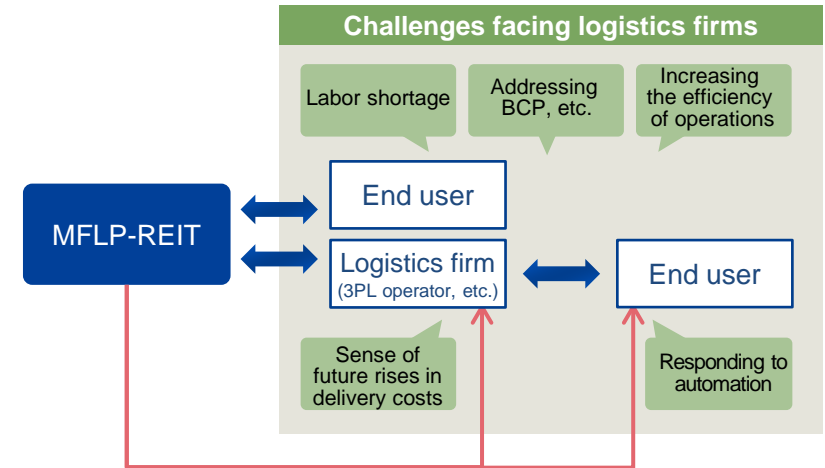 Challenges facing logistics firms
Labor shortage
Addressing
BCP, etc.
Increasing
the efficiency
of operations
End user
MFLP-REIT
Logistics firm
(3PL operator, etc.)
End user
Sense of
future rises in
delivery costs
Responding to
automation